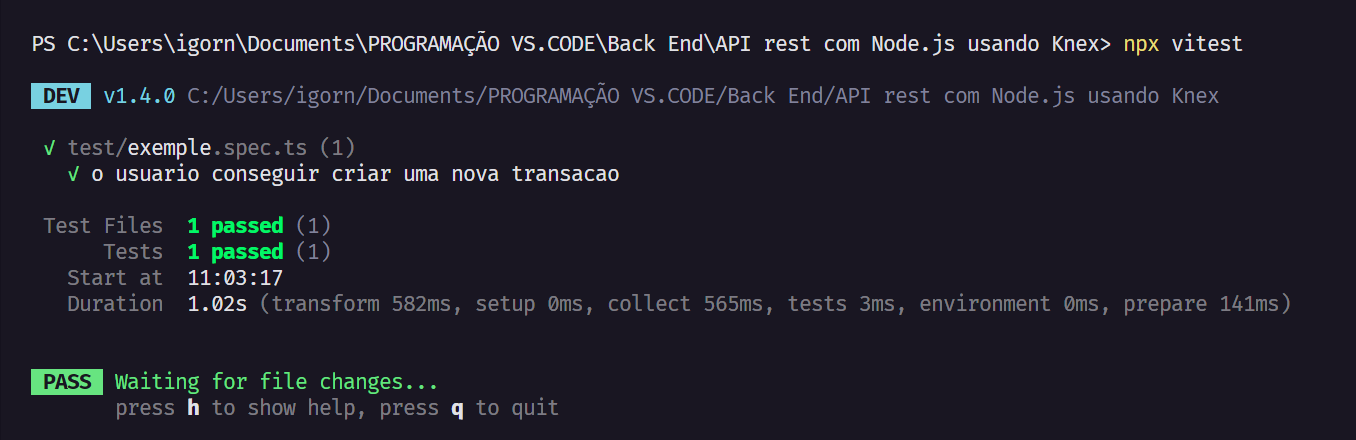 PS C:\Users\igorn\Documents\PROGRAMAÇÃO VS.CODE\Back End\API rest com Node.js usando Knex> npx vitest
DEV v1.4.0 C:/Users/igorn/Documents/PROGRAMAÇÃO VS.CODE/Back End/API rest com Node.js usando Knex
√ test/exemple.spec.ts (1)
√ o usuario conseguir criar uma nova transacao
Test Files 1 passed (1)
Tests 1 passed (1)
Start at 11:03:17
Duration 1.02s (transform 582ms, setup 0ms, collect 565ms, tests 3ms, environment 0ms, prepare 141ms)
PASS Waiting for file changes...
press h to show help, press q to quit